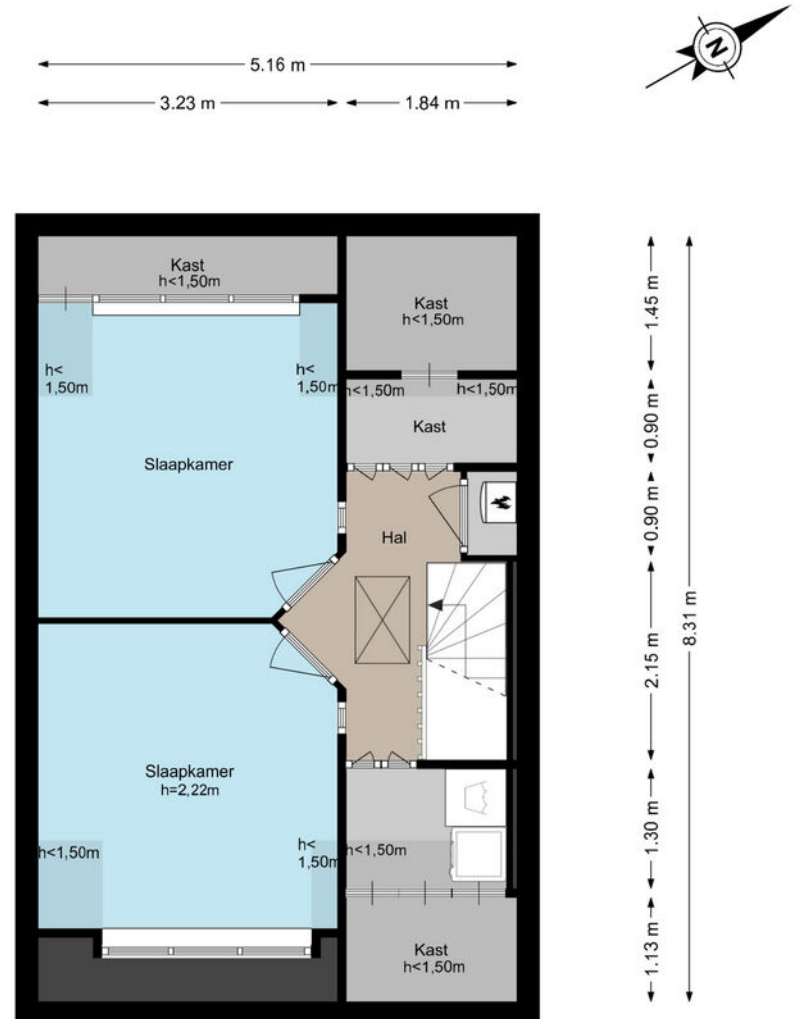 N
5.16 m
3.23 m
1.84 m
Kast
h<1,50m
Kast
h<1,50m
1.45 m
h<
1,50m
h<
1,50m
h<1,50m
h<1,50m
Kast
0.90 m
Slaapkamer
0.90 m
Hal
8.31 m
2.15 m
Slaapkamer
h=2,22m
h<1,50m
h<
1,50m
h<1,50m
1.30 m
Kast
h<1,50m
1.13 m